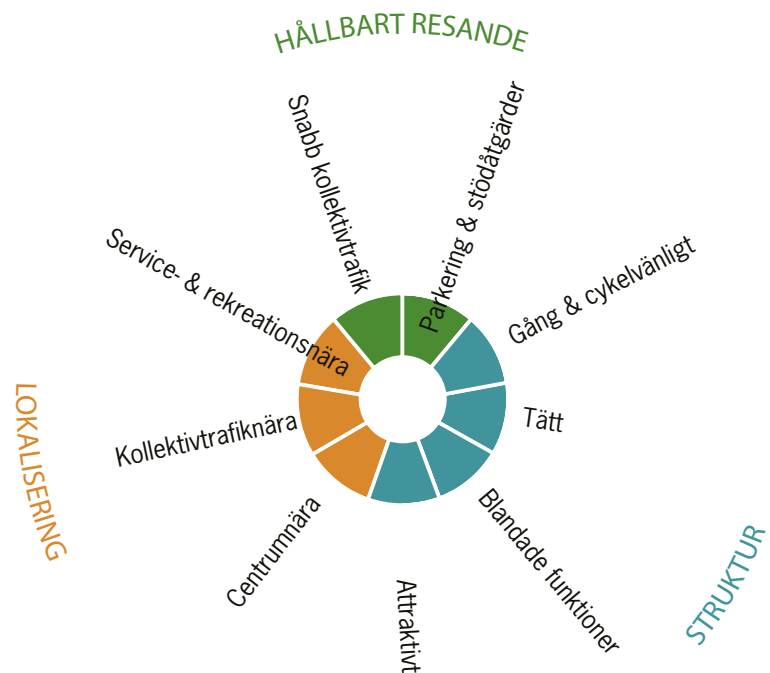 HÅLLBART RESANDE
Snabb kollektivtrafik
Parkering & stödåtgärder
Service- & rekreationsnära
Gång & cykelvänligt
LOKALISERING
Kollektivtrafiknära
Tätt
Centrumnära
Blandade funktioner
STRUKTUR
Attraktivt